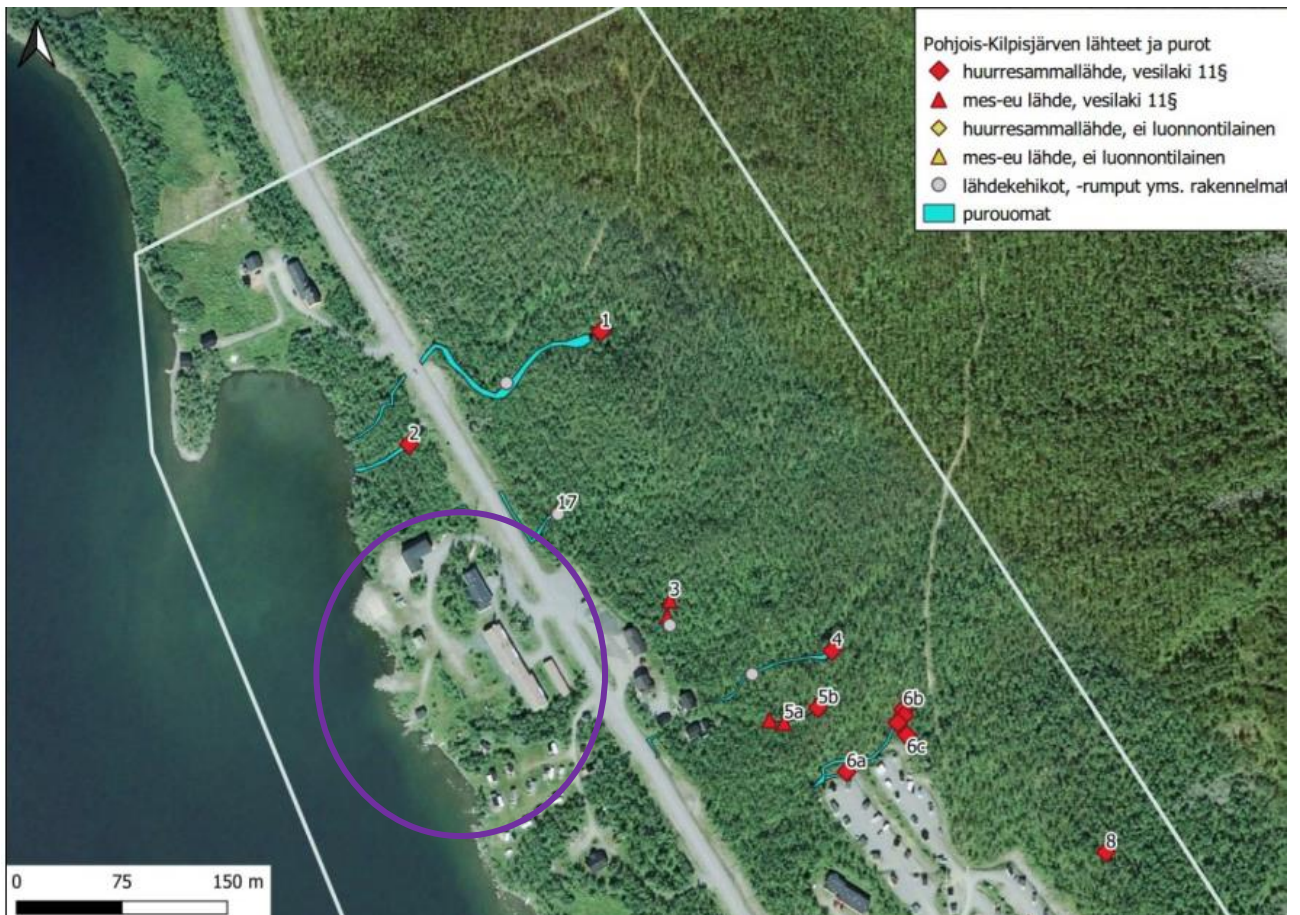 Pohjois-Kilpisjärven lähteet ja purot
huurresammallähde, vesilaki 11§
mes-eu lähde, vesilaki 11§
huurresammallähde, ei luonnontilainen
mes-eu lähde, ei luonnontilainen
lähdekehikot, -rumput yms. rakennelmat
purouomat
1
2
17
3
4
5b
5a
6b
6c
6a
8
0 75 150 m